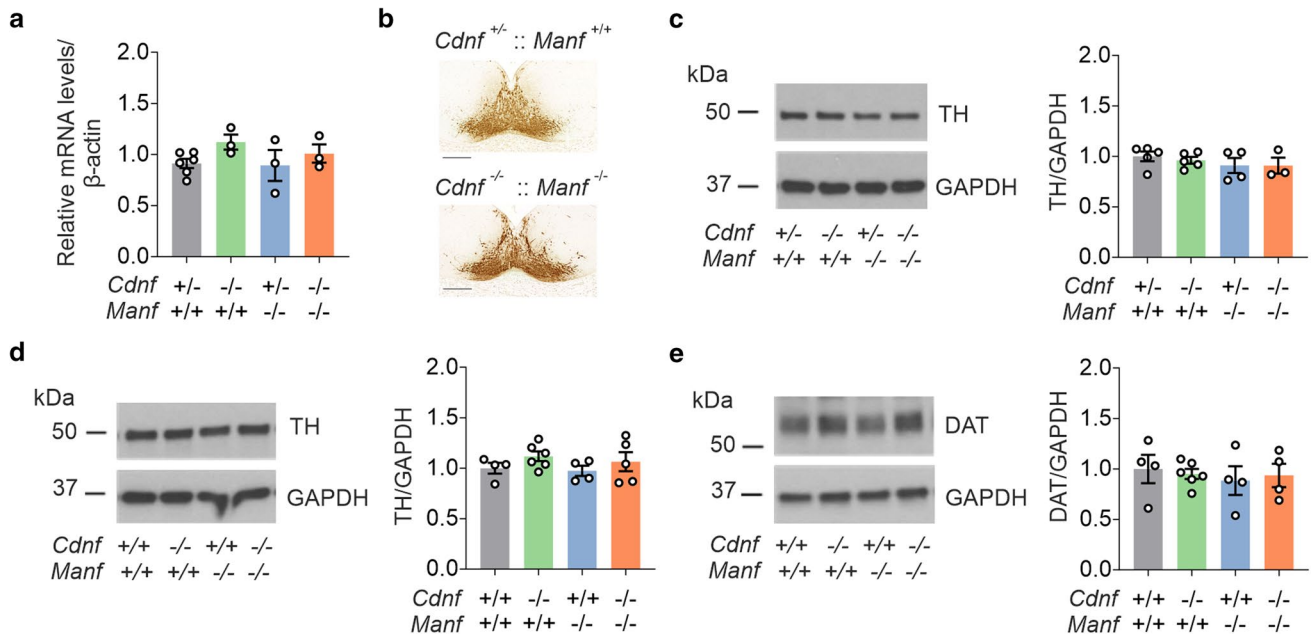 a
Relative mRNA levels/
β-actin
2.0
1.5
1.0
0.5
0.0
Cdnf +/- -/- +/- -/-
Manf +/+ +/+ -/- -/-
b
Cdnf +/- :: Manf +/+
Cdnf -/- :: Manf -/-
c
kDa
50
TH
37
GAPDH
Cdnf +/- -/- +/- -/-
Manf +/+ +/+ -/- -/-
TH/GAPDH
2.0
1.5
1.0
0.5
0.0
Cdnf +/- -/- +/- -/-
Manf +/+ +/+ -/- -/-
d
kDa
50
TH
37
GAPDH
Cdnf +/+ -/- +/+ -/-
Manf +/+ +/+ -/- -/-
TH/GAPDH
2.0
1.5
1.0
0.5
0.0
Cdnf +/+ -/- +/+ -/-
Manf +/+ +/+ -/- -/-
e
kDa
DAT
50
37
GAPDH
Cdnf +/+ -/- +/+ -/-
Manf +/+ +/+ -/- -/-
DAT/GAPDH
2.0
1.5
1.0
0.5
0.0
Cdnf +/+ -/- +/+ -/-
Manf +/+ +/+ -/- -/-